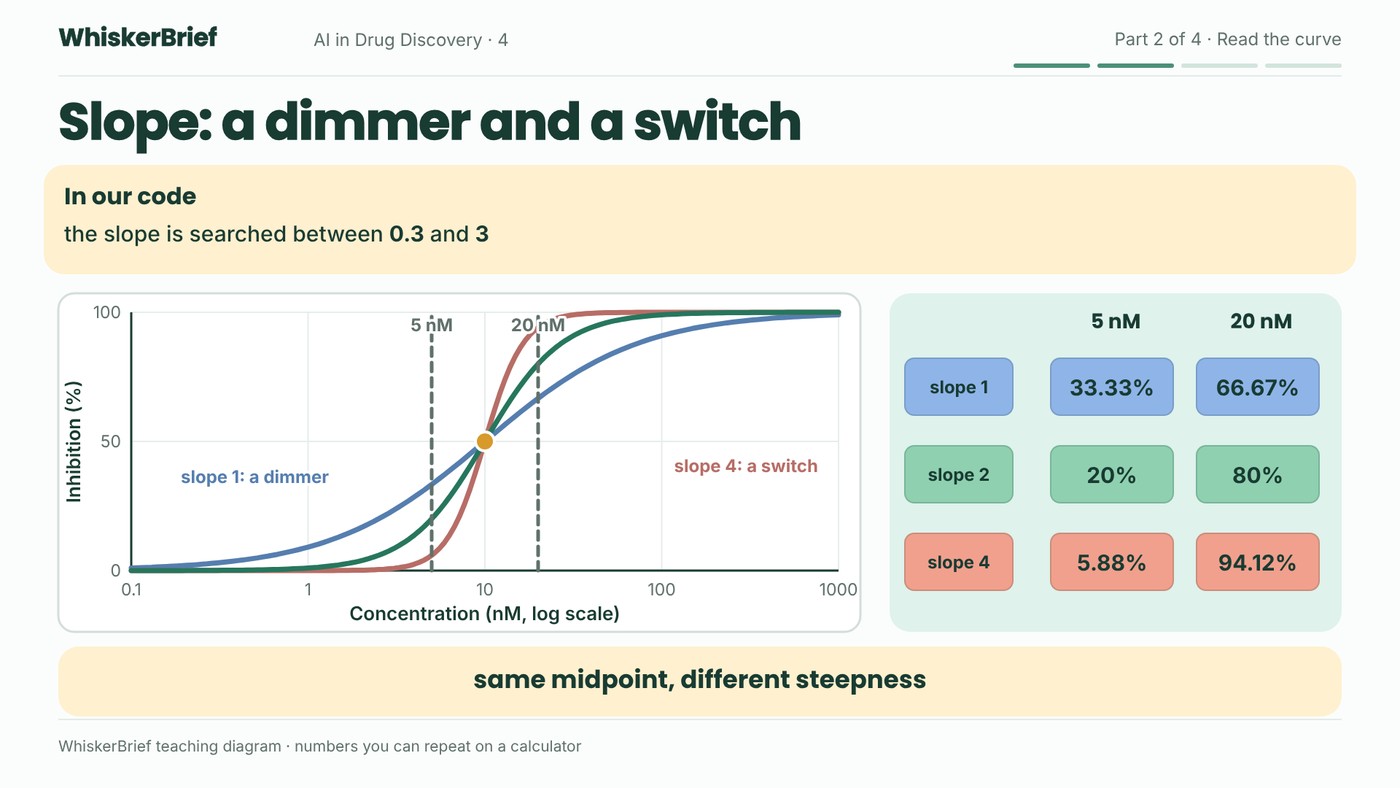 WhiskerBrief
AI in Drug Discovery · 4
Part 2 of 4 · Read the curve
Slope: a dimmer and a switch
In our code
the slope is searched between 0.3 and 3
100
50
0
Inhibition (%)
5 nM
20 nM
slope 1: a dimmer
slope 4: a switch
0.1
1
10
100
1000
Concentration (nM, log scale)
5 nM 20 nM
slope 1 33.33% 66.67%
slope 2 20% 80%
slope 4 5.88% 94.12%
same midpoint, different steepness
WhiskerBrief teaching diagram · numbers you can repeat on a calculator